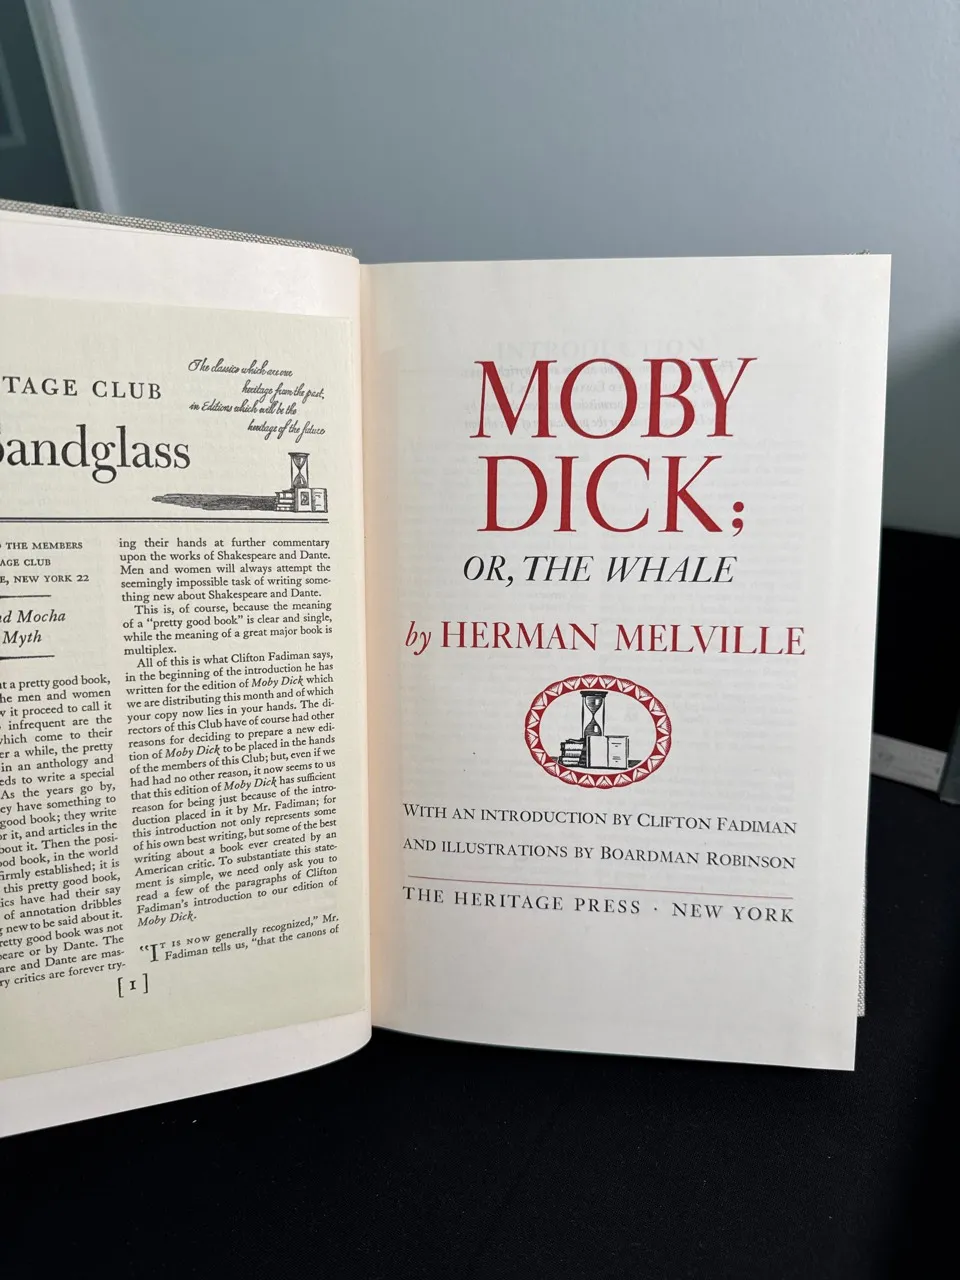 TAGE CLUB
The classics which are our
heritage from the past,
in Editions which will be the
heritage of the future
Sandglass
THE MEMBERS
AGE CLUB
E, NEW YORK 22
d Mocha
Myth
t a pretty good book,
he men and women
w it proceed to call it
infrequent are the
which come to their
er a while, the pretty
in an anthology and
eds to write a special
As the years go by,
ey have something to
good book; they write
or it, and articles in the
bout it. Then the posi-
od book, in the world
firmly established; it is
this pretty good book,
ics have had their say
of annotation dribbles
g new to be said about it.
retty good book was not
peare or by Dante. The
are and Dante are mas-
ry critics are forever try-
ing their hands at further commentary
upon the works of Shakespeare and Dante.
Men and women will always attempt the
seemingly impossible task of writing some-
thing new about Shakespeare and Dante.
This is, of course, because the meaning
of a “pretty good book” is clear and single,
while the meaning of a great major book is
multiplex.
All of this is what Clifton Fadiman says,
in the beginning of the introduction he has
written for the edition of Moby Dick which
we are distributing this month and of which
your copy now lies in your hands. The di-
rectors of this Club have of course had other
reasons for deciding to prepare a new edi-
tion of Moby Dick to be placed in the hands
of the members of this Club; but, even if we
had had no other reason, it now seems to us
that this edition of Moby Dick has sufficient
reason for being just because of the intro-
duction placed in it by Mr. Fadiman; for
this introduction not only represents some
of his own best writing, but some of the best
writing about a book ever created by an
American critic. To substantiate this state-
ment is simple, we need only ask you to
read a few of the paragraphs of Clifton
Fadiman's introduction to our edition of
Moby Dick.
“IT IS NOW generally recognized,” Mr.
Fadiman tells us, “that the canons of
[1]
MOBY
DICK;
OR, THE WHALE
by HERMAN MELVILLE
WITH AN INTRODUCTION BY CLIFTON FADIMAN
AND ILLUSTRATIONS BY BOARDMAN ROBINSON
THE HERITAGE PRESS · NEW YORK